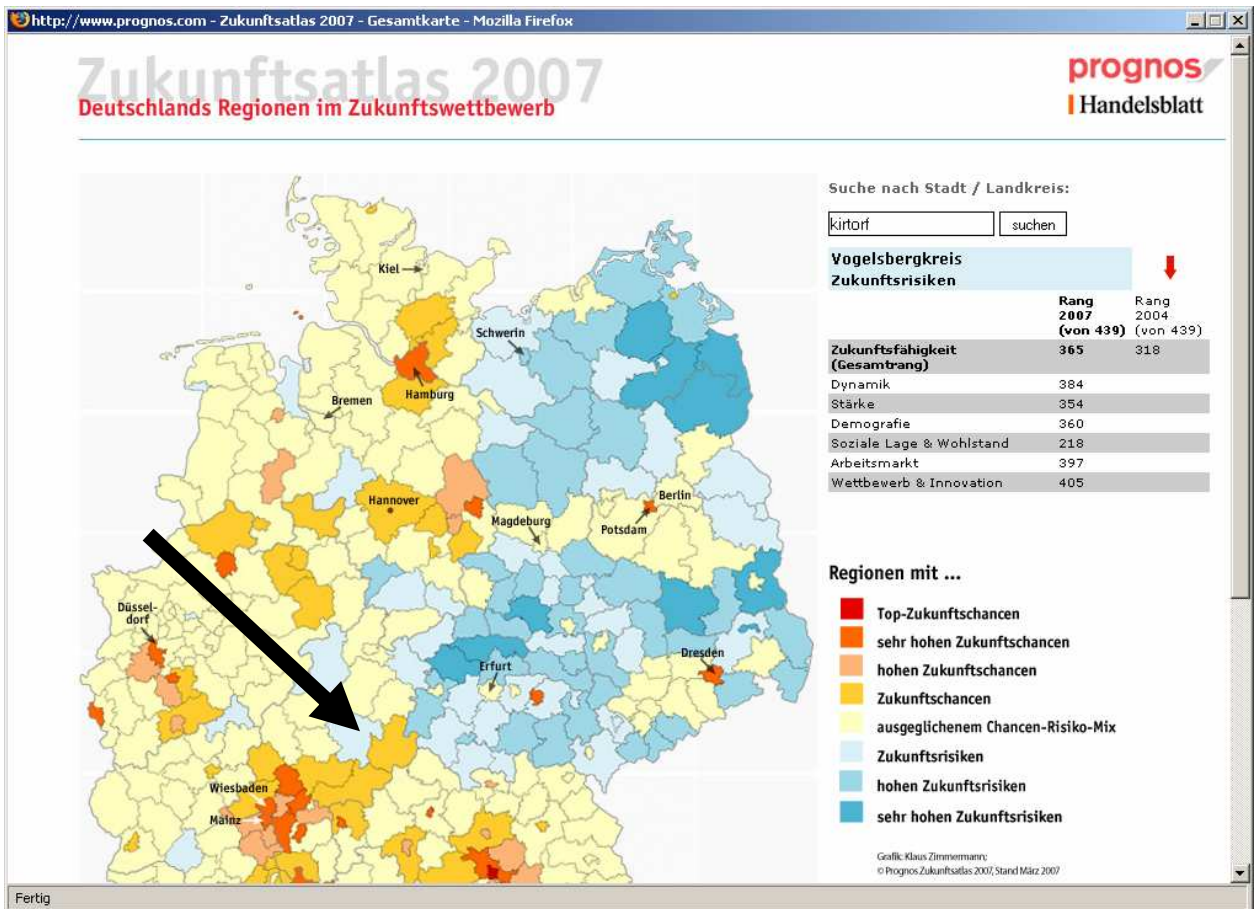 http://www.prognos.com - Zukunftsatlas 2007 - Gesamtkarte - Mozilla Firefox
Zukunftsatlas 2007
Deutschlands Regionen im Zukunftswettbewerb
prognos
Handelsblatt
Suche nach Stadt / Landkreis:
kirtorf suchen
Vogelsbergkreis
Zukunftsrisiken
Rang 2007 (von 439) Rang 2004 (von 439)
Zukunftsfähigkeit (Gesamtrang) 365 318
Dynamik 384
Stärke 354
Demografie 360
Soziale Lage & Wohlstand 218
Arbeitsmarkt 397
Wettbewerb & Innovation 405
Kiel
Schwerin
Hamburg
Bremen
Hannover
Berlin
Magdeburg
Potsdam
Düssel-
dorf
Dresden
Erfurt
Wiesbaden
Mainz
Regionen mit ...
Top-Zukunftschancen
sehr hohen Zukunftschancen
hohen Zukunftschancen
Zukunftschancen
ausgeglichenem Chancen-Risiko-Mix
Zukunftsrisiken
hohen Zukunftsrisiken
sehr hohen Zukunftsrisiken
Grafik: Klaus Zimmermann;
© Prognos Zukunftsatlas 2007, Stand März 2007
Fertig